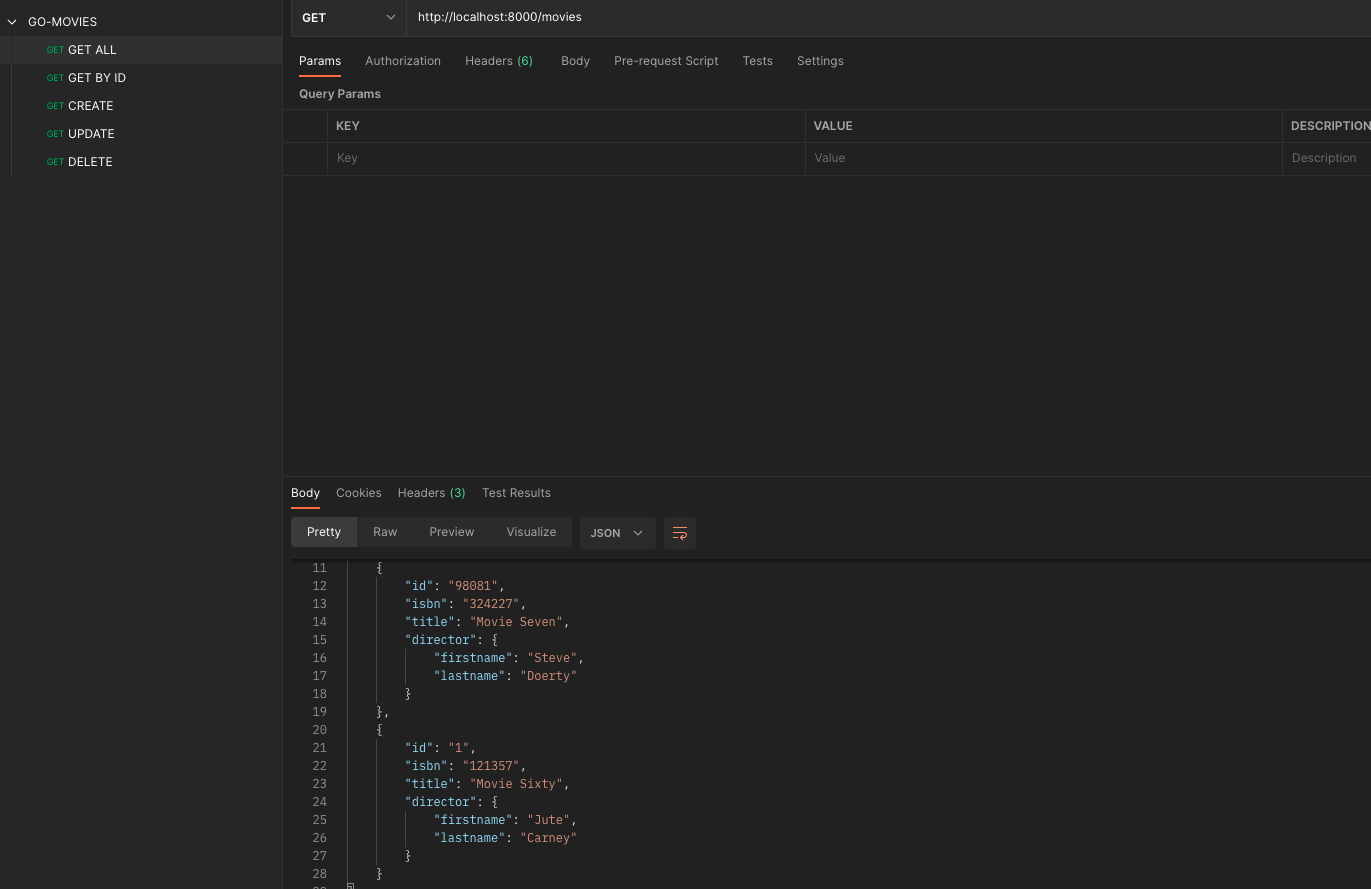 GO-MOVIES
GET GET ALL
GET GET BY ID
GET CREATE
GET UPDATE
GET DELETE
GET http://localhost:8000/movies
Params Authorization Headers (6) Body Pre-request Script Tests Settings
Query Params
KEY VALUE DESCRIPTION
Key Value Description
Body Cookies Headers (3) Test Results
Pretty Raw Preview Visualize JSON
11 {
12 "id": "98081",
13 "isbn": "324227",
14 "title": "Movie Seven",
15 "director": {
16 "firstname": "Steve",
17 "lastname": "Doerty"
18 }
19 },
20 {
21 "id": "1",
22 "isbn": "121357",
23 "title": "Movie Sixty",
24 "director": {
25 "firstname": "Jute",
26 "lastname": "Carney"
27 }
28 }